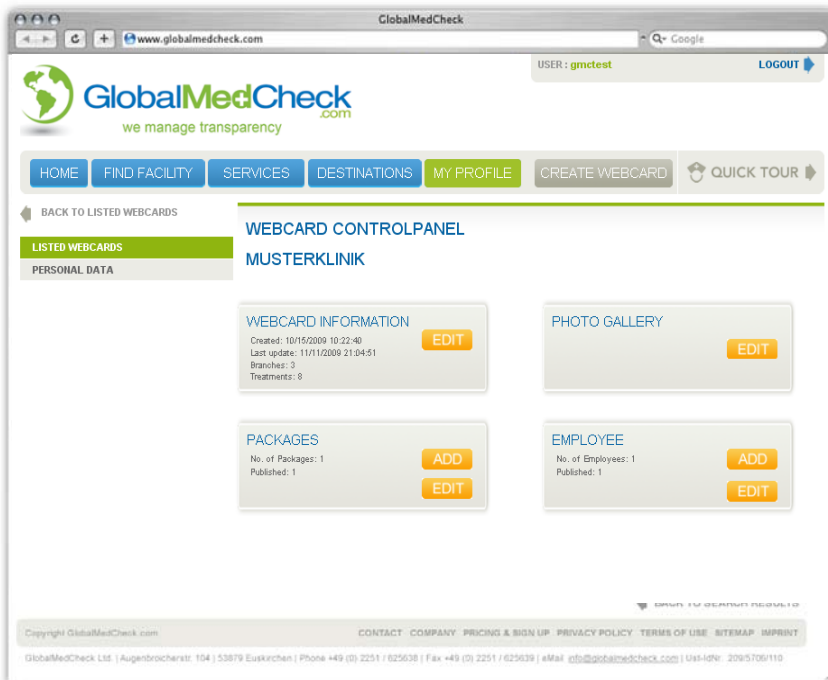 GlobalMedCheck
www.globalmedcheck.com
Google
USER : gmctest
LOGOUT
GlobalMedCheck
.com
we manage transparency
HOME FIND FACILITY SERVICES DESTINATIONS MY PROFILE CREATE WEBCARD QUICK TOUR
BACK TO LISTED WEBCARDS
LISTED WEBCARDS
PERSONAL DATA
WEBCARD CONTROLPANEL
MUSTERKLINIK
WEBCARD INFORMATION
EDIT
Created: 10/15/2009 10:22:40
Last update: 11/11/2009 21:04:51
Branches: 3
Treatments: 8
PHOTO GALLERY
EDIT
PACKAGES
No. of Packages: 1
Published: 1
ADD
EDIT
EMPLOYEE
No. of Employees: 1
Published: 1
ADD
EDIT
BACK TO SEARCH RESULTS
Copyright GlobalMedCheck.com
CONTACT COMPANY PRICING & SIGN UP PRIVACY POLICY TERMS OF USE SITEMAP IMPRINT
GlobalMedCheck Ltd. | Augenbroicherstr. 104 | 53879 Euskirchen | Phone +49 (0) 2251 / 625638 | Fax +49 (0) 2251 / 625639 | eMail info@globalmedcheck.com | Ust-IdNr.: 209/5706/110